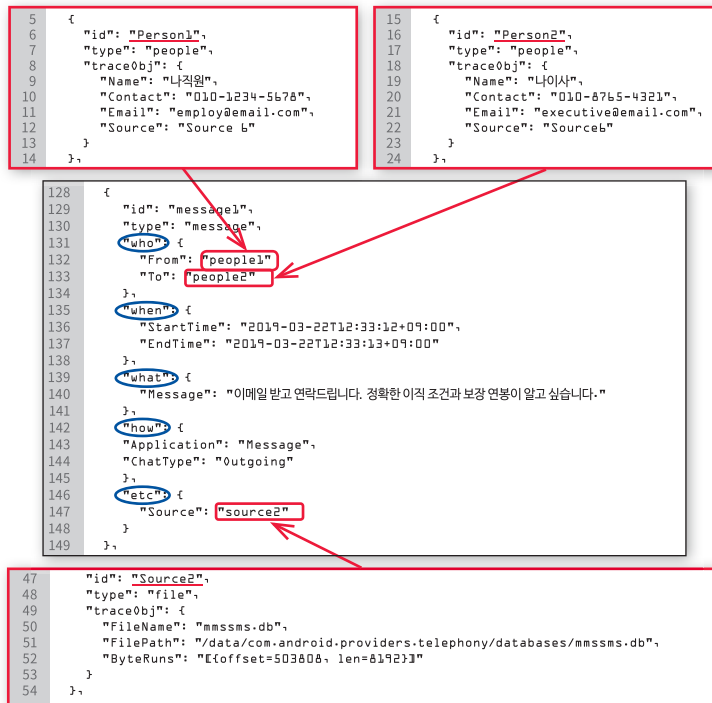 5 {
6 "id": "Person1",
7 "type": "people",
8 "traceObj": {
9 "Name": "나직원",
10 "Contact": "010-1234-5678",
11 "Email": "employ@email.com",
12 "Source": "Source 6"
13 }
14 },
15 {
16 "id": "Person2",
17 "type": "people",
18 "traceObj": {
19 "Name": "나이사",
20 "Contact": "010-8765-4321",
21 "Email": "executive@email.com",
22 "Source": "Source6"
23 }
24 },
128 {
129 "id": "message1",
130 "type": "message",
131 "who": {
132 "From": "people1"
133 "To": "people2"
134 },
135 "when": {
136 "StartTime": "2019-03-22T12:33:12+09:00",
137 "EndTime": "2019-03-22T12:33:13+09:00"
138 },
139 "what": {
140 "Message": "이메일 받고 연락드립니다. 정확한 이직 조건과 보장 연봉이 알고 싶습니다."
141 },
142 "how": {
143 "Application": "Message",
144 "ChatType": "Outgoing"
145 },
146 "etc": {
147 "Source": "source2"
148 }
149 },
47 "id": "Source2",
48 "type": "file",
49 "traceObj": {
50 "FileName": "mmssms.db",
51 "FilePath": "/data/com.android.providers.telephony/databases/mmssms.db",
52 "ByteRuns": "[{offset=503808, len=8192}]"
53 }
54 },